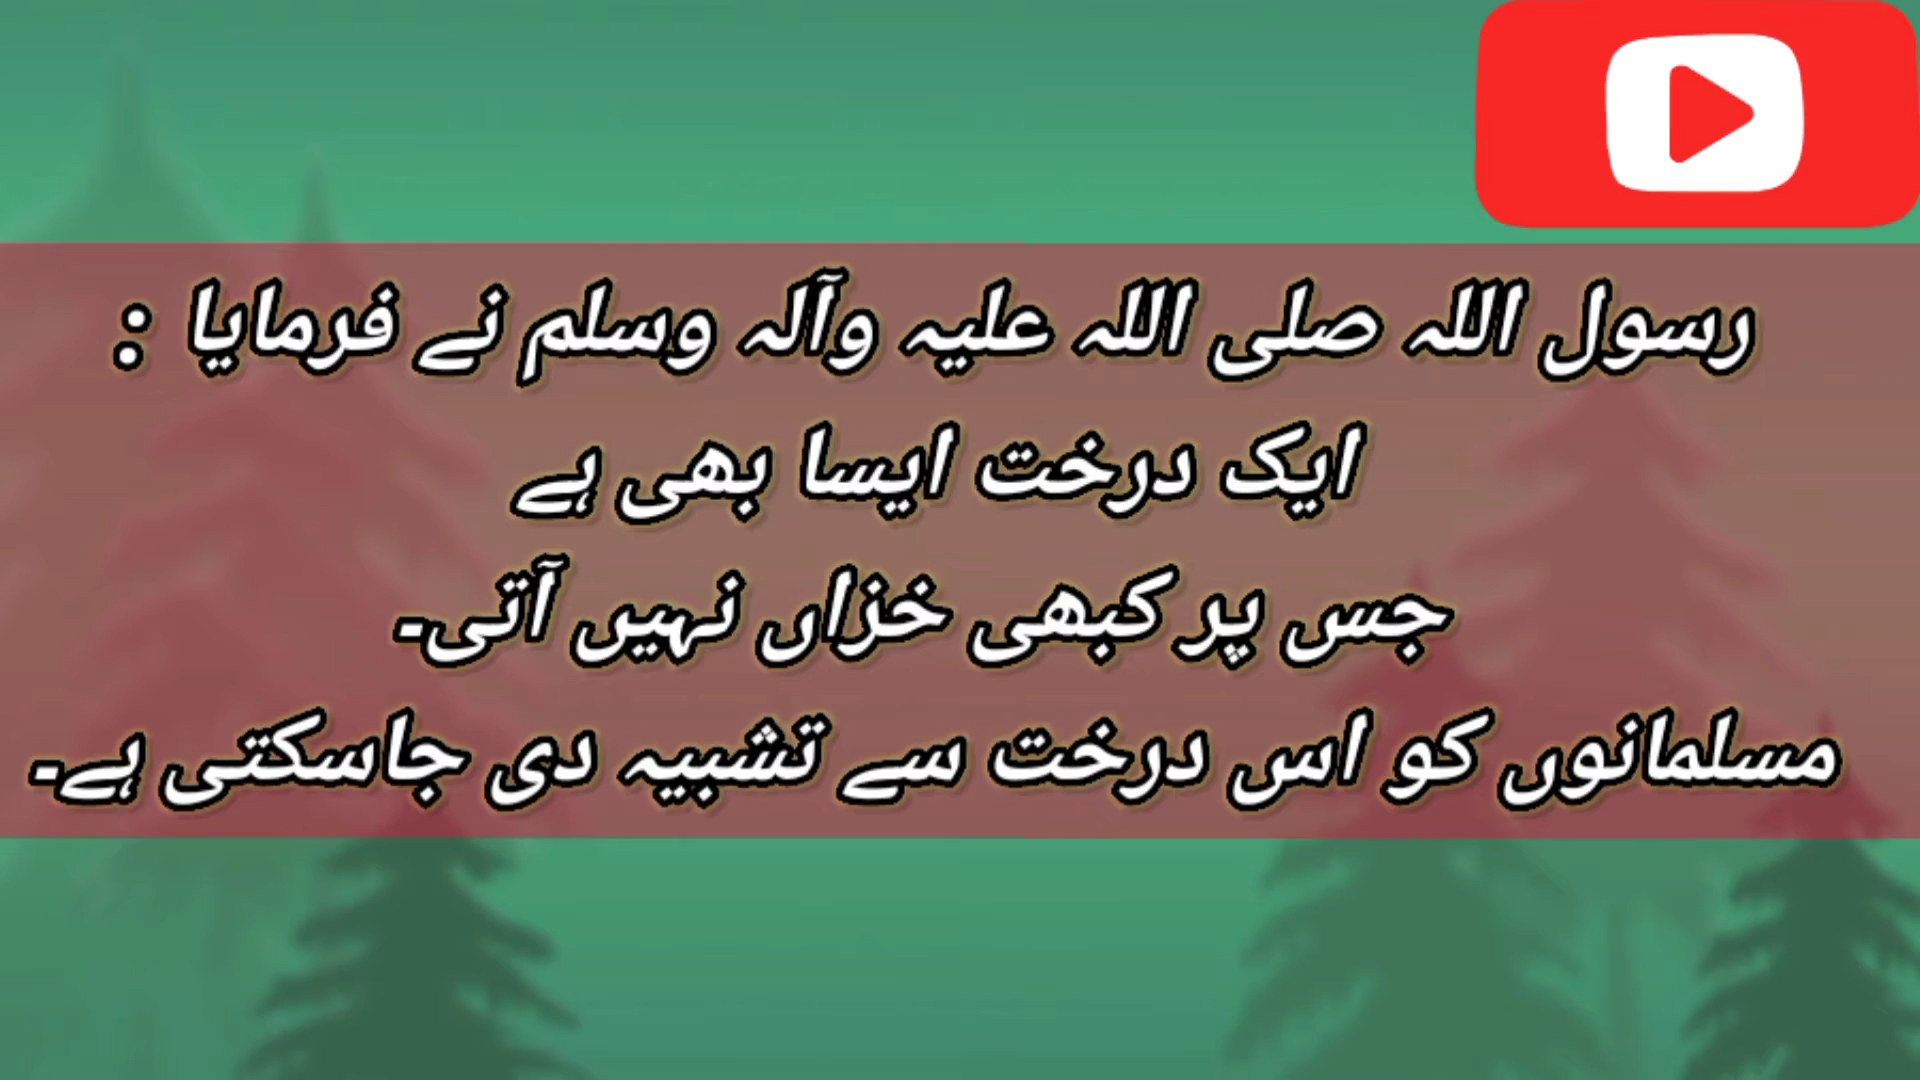 رسول اللہ صلی اللہ علیہ وآلہ وسلم نے فرمایا :
ایک درخت ایسا بھی ہے
جس پر کبھی خزاں نہیں آتی۔
مسلمانوں کو اس درخت سے تشبیہ دی جاسکتی ہے۔